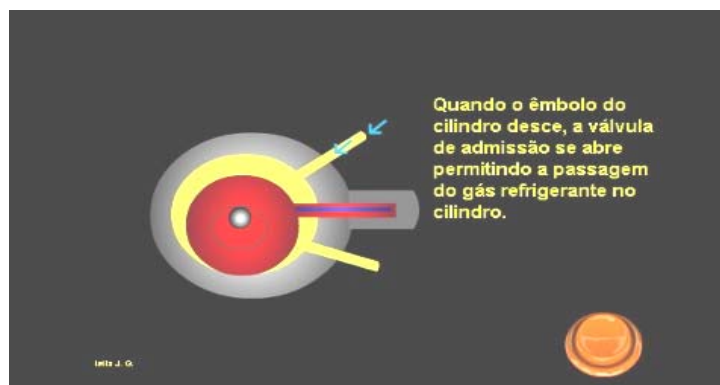 Quando o êmbolo do
cilindro desce, a válvula
de admissão se abre
permitindo a passagem
do gás refrigerante no
cilindro.